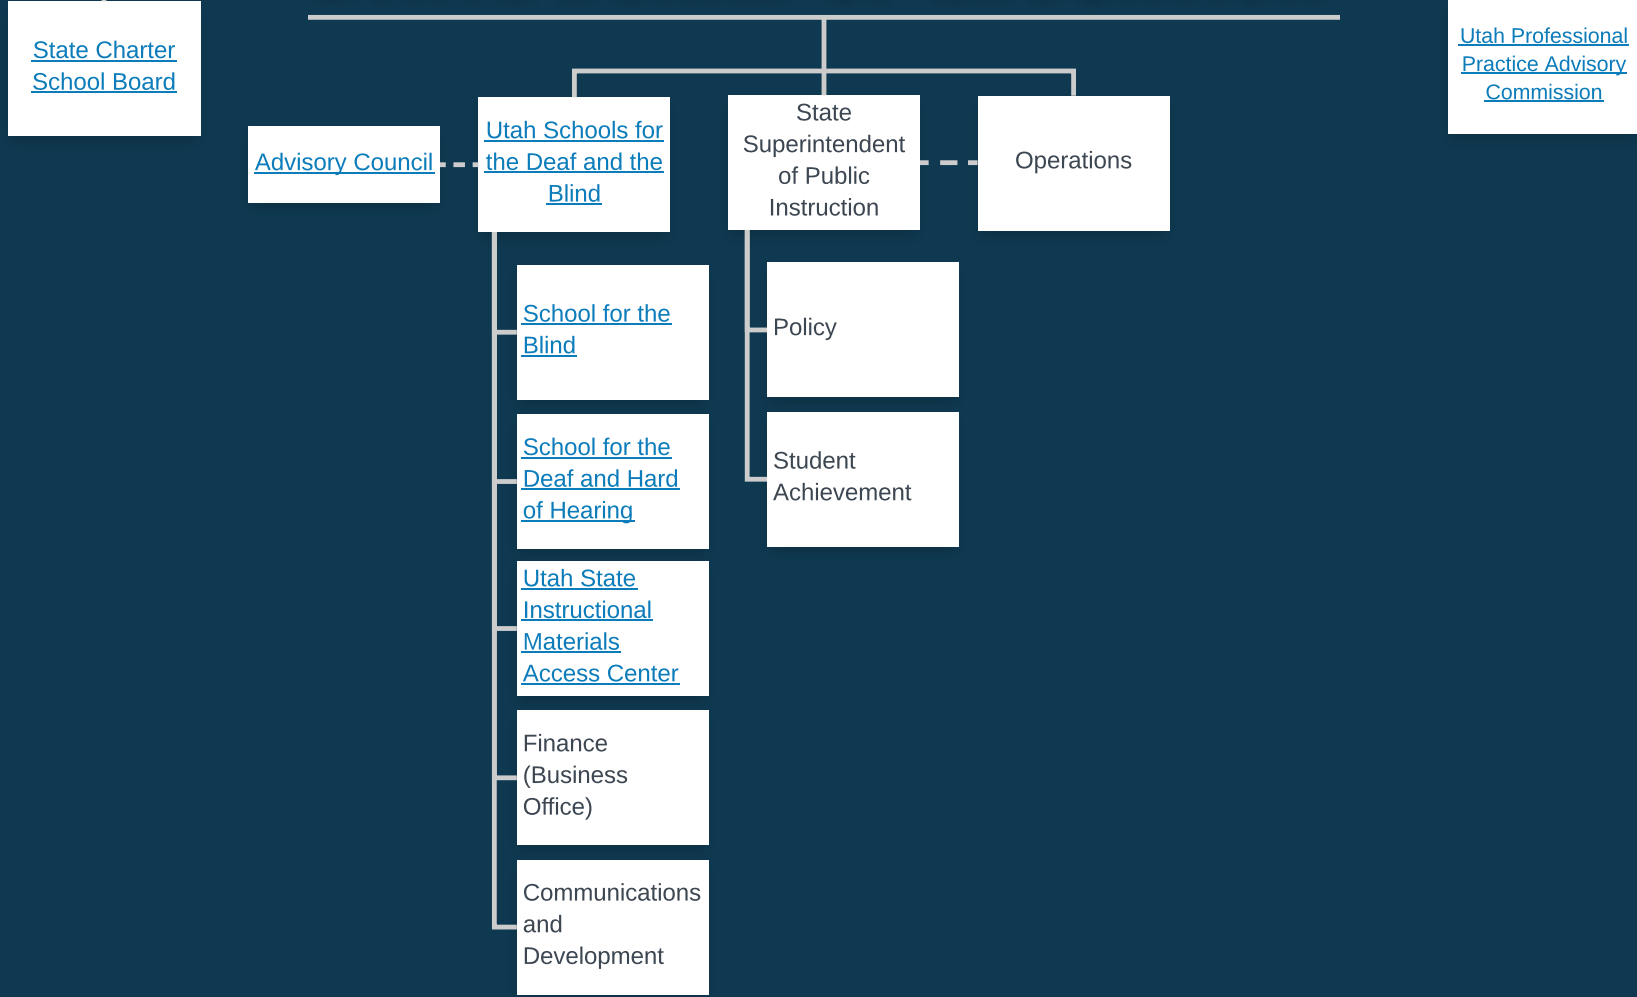 State Charter
School Board
Utah Professional
Practice Advisory
Commission
Advisory Council
Utah Schools for
the Deaf and the
Blind
State
Superintendent
of Public
Instruction
Operations
School for the
Blind
School for the
Deaf and Hard
of Hearing
Utah State
Instructional
Materials
Access Center
Finance
(Business
Office)
Communications
and
Development
Policy
Student
Achievement